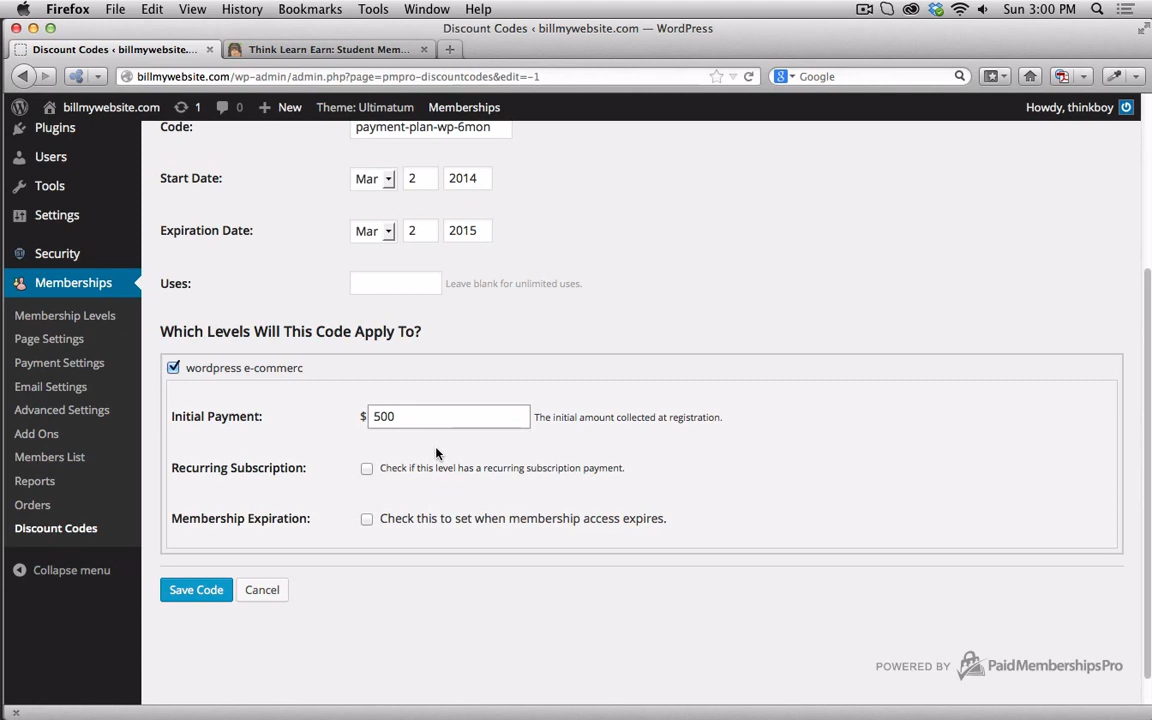 Firefox File Edit View History Bookmarks Tools Window Help Sun 3:00 PM
Discount Codes ‹ billmywebsite.com — WordPress
Discount Codes ‹ billmywebsite.... × Think Learn Earn: Student Mem... × +
billmywebsite.com/wp-admin/admin.php?page=pmpro-discountcodes&edit=-1 Google
billmywebsite.com 1 0 + New Theme: Ultimatum Memberships Howdy, thinkboy
Plugins
Users
Tools
Settings
Security
Memberships
Membership Levels
Page Settings
Payment Settings
Email Settings
Advanced Settings
Add Ons
Members List
Reports
Orders
Discount Codes
Collapse menu
Code: payment-plan-wp-6mon
Start Date: Mar 2 2014
Expiration Date: Mar 2 2015
Uses: Leave blank for unlimited uses.
Which Levels Will This Code Apply To?
wordpress e-commerc
Initial Payment: $ 500 The initial amount collected at registration.
Recurring Subscription: Check if this level has a recurring subscription payment.
Membership Expiration: Check this to set when membership access expires.
Save Code Cancel
POWERED BY PaidMembershipsPro